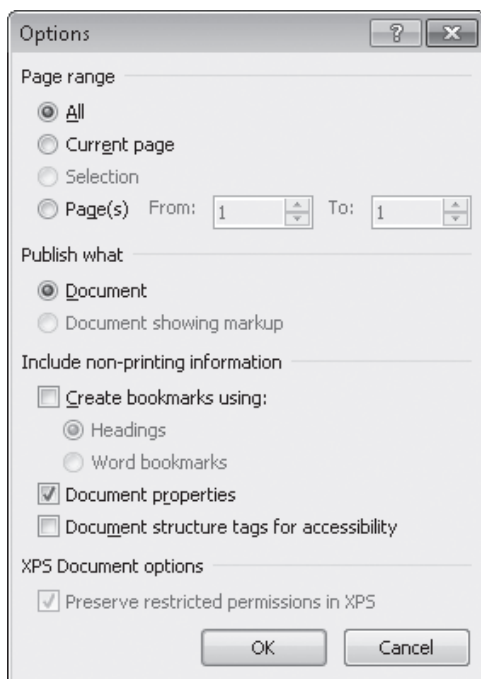 Options
Page range
All
Current page
Selection
Page(s) From: 1 To: 1
Publish what
Document
Document showing markup
Include non-printing information
Create bookmarks using:
Headings
Word bookmarks
Document properties
Document structure tags for accessibility
XPS Document options
Preserve restricted permissions in XPS
OK Cancel